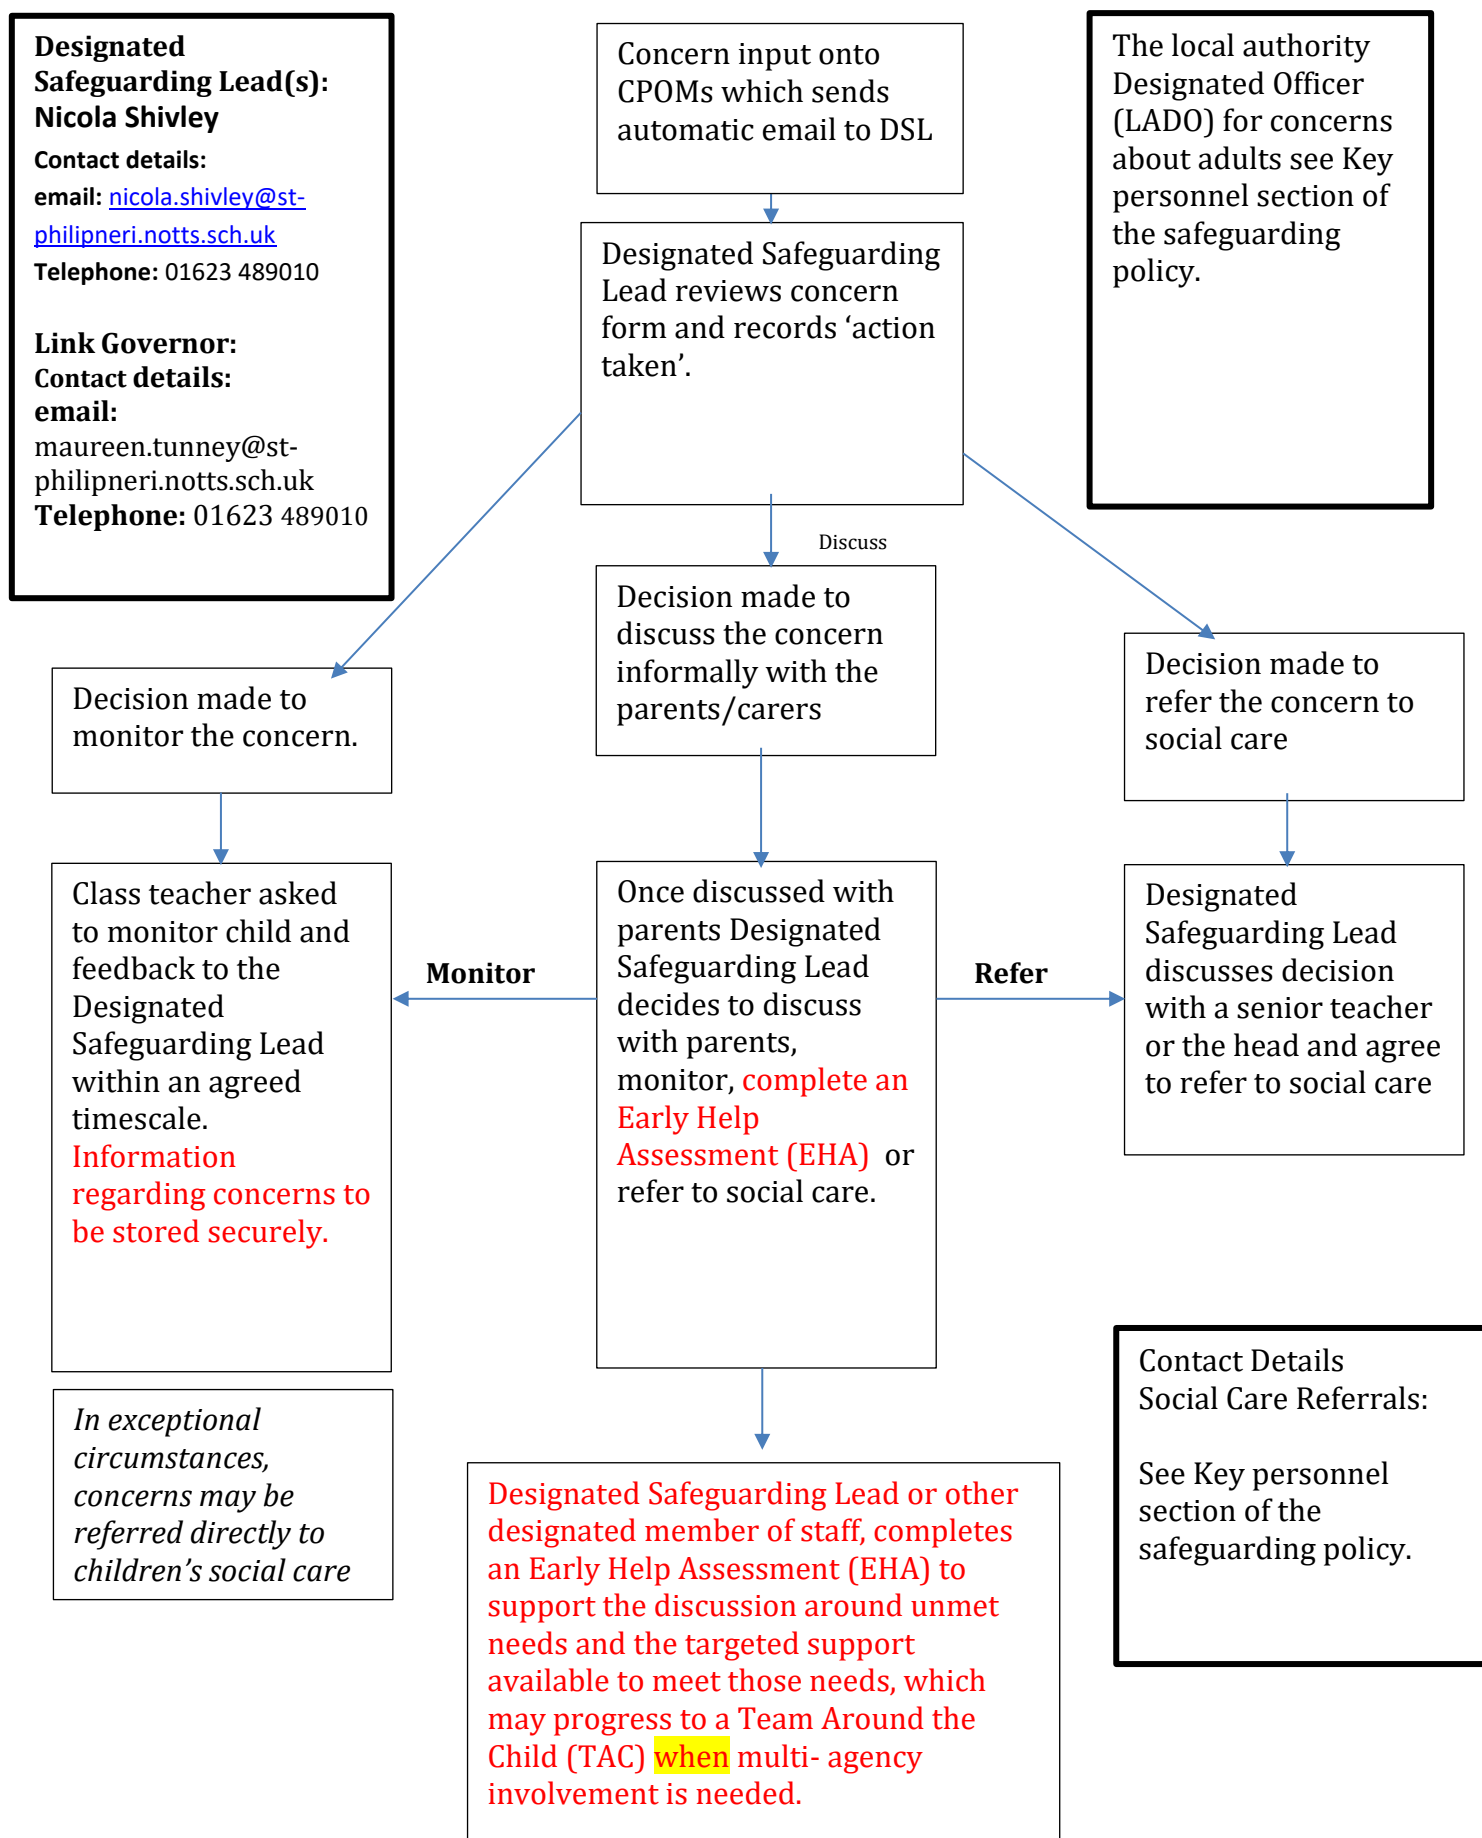 Designated
Safeguarding Lead(s):
Nicola Shivley
Contact details:
email: nicola.shivley@st-
philipneri.notts.sch.uk
Telephone: 01623 489010
Link Governor:
Contact details:
email:
maureen.tunney@st-
philipneri.notts.sch.uk
Telephone: 01623 489010
Concern input onto
CPOMs which sends
automatic email to DSL
The local authority
Designated Officer
(LADO) for concerns
about adults see Key
personnel section of
the safeguarding
policy.
Designated Safeguarding
Lead reviews concern
form and records ‘action
taken’.
Discuss
Decision made to
monitor the concern.
Decision made to
discuss the concern
informally with the
parents/carers
Decision made to
refer the concern to
social care
Class teacher asked
to monitor child and
feedback to the
Designated
Safeguarding Lead
within an agreed
timescale.
Information
regarding concerns to
be stored securely.
Monitor
Once discussed with
parents Designated
Safeguarding Lead
decides to discuss
with parents,
monitor, complete an
Early Help
Assessment (EHA) or
refer to social care.
Refer
Designated
Safeguarding Lead
discusses decision
with a senior teacher
or the head and agree
to refer to social care
In exceptional
circumstances,
concerns may be
referred directly to
children’s social care
Designated Safeguarding Lead or other
designated member of staff, completes
an Early Help Assessment (EHA) to
support the discussion around unmet
needs and the targeted support
available to meet those needs, which
may progress to a Team Around the
Child (TAC) when multi- agency
involvement is needed.
Contact Details
Social Care Referrals:
See Key personnel
section of the
safeguarding policy.